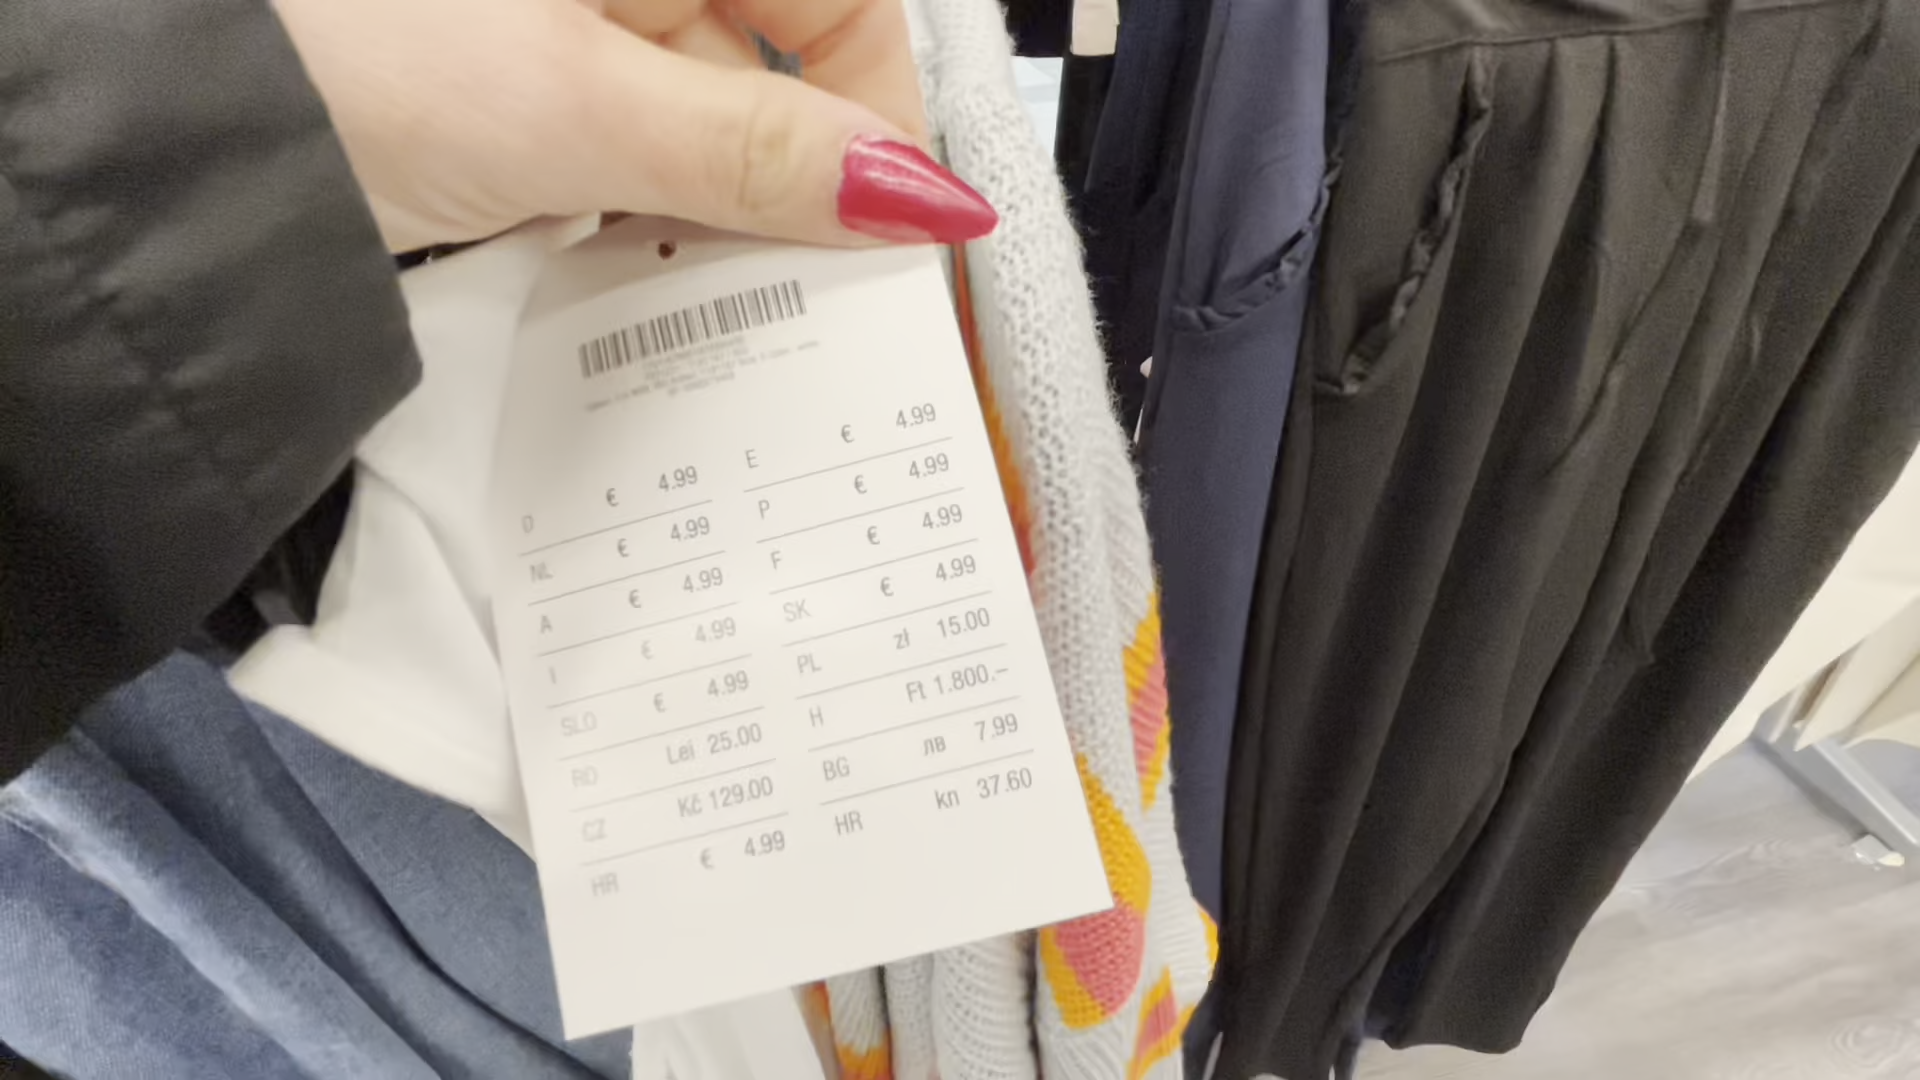 D € 4.99
NL € 4.99
A € 4.99
I € 4.99
SLO € 4.99
RO Lei 25.00
CZ Kč 129.00
HR € 4.99
E € 4.99
P € 4.99
F € 4.99
SK € 4.99
PL zł 15.00
H Ft 1.800.–
BG лв 7.99
HR kn 37.60